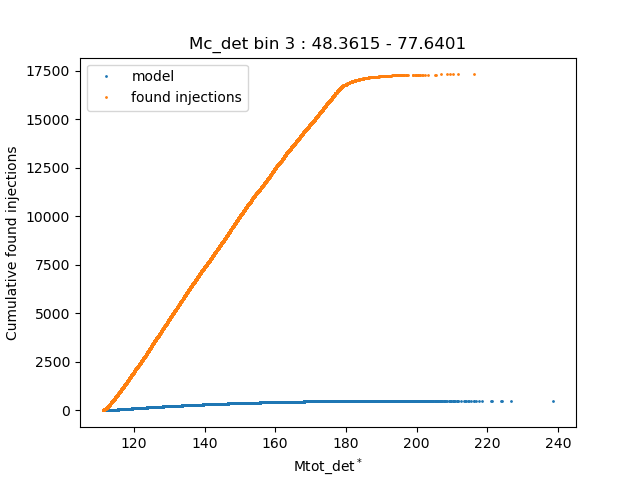 Mc_det bin 3 : 48.3615 - 77.6401
model
found injections
Cumulative found injections
17500
15000
12500
10000
7500
5000
2500
0
120 140 160 180 200 220 240
Mtot_det*